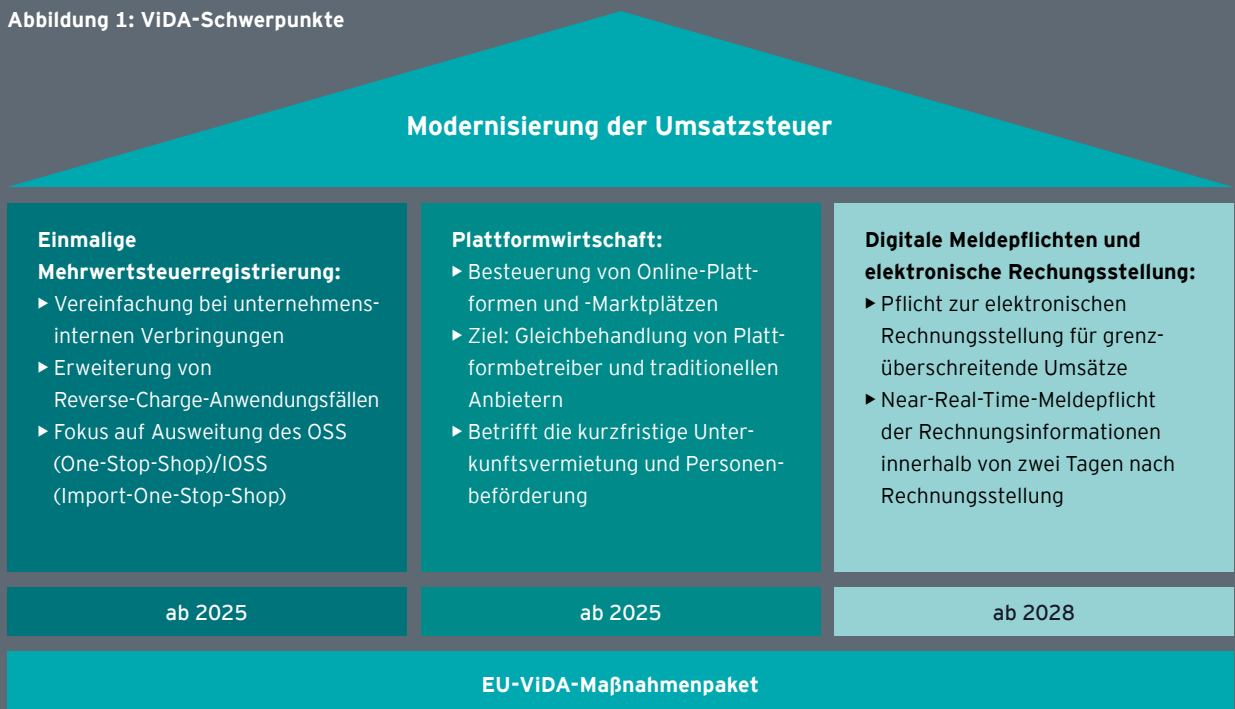 Abbildung 1: ViDA-Schwerpunkte
Modernisierung der Umsatzsteuer
Einmalige
Mehrwertsteuerregistrierung:
▸ Vereinfachung bei unternehmens-
internen Verbringungen
▸ Erweiterung von
Reverse-Charge-Anwendungsfällen
▸ Fokus auf Ausweitung des OSS
(One-Stop-Shop)/IOSS
(Import-One-Stop-Shop)
ab 2025
Plattformwirtschaft:
▸ Besteuerung von Online-Platt-
formen und -Marktplätzen
▸ Ziel: Gleichbehandlung von Platt-
formbetreiber und traditionellen
Anbietern
▸ Betrifft die kurzfristige Unter-
kunftsvermietung und Personen-
beförderung
ab 2025
Digitale Meldepflichten und
elektronische Rechungsstellung:
▸ Pflicht zur elektronischen
Rechnungsstellung für grenz-
überschreitende Umsätze
▸ Near-Real-Time-Meldepflicht
der Rechnungsinformationen
innerhalb von zwei Tagen nach
Rechnungsstellung
ab 2028
EU-ViDA-Maßnahmenpaket